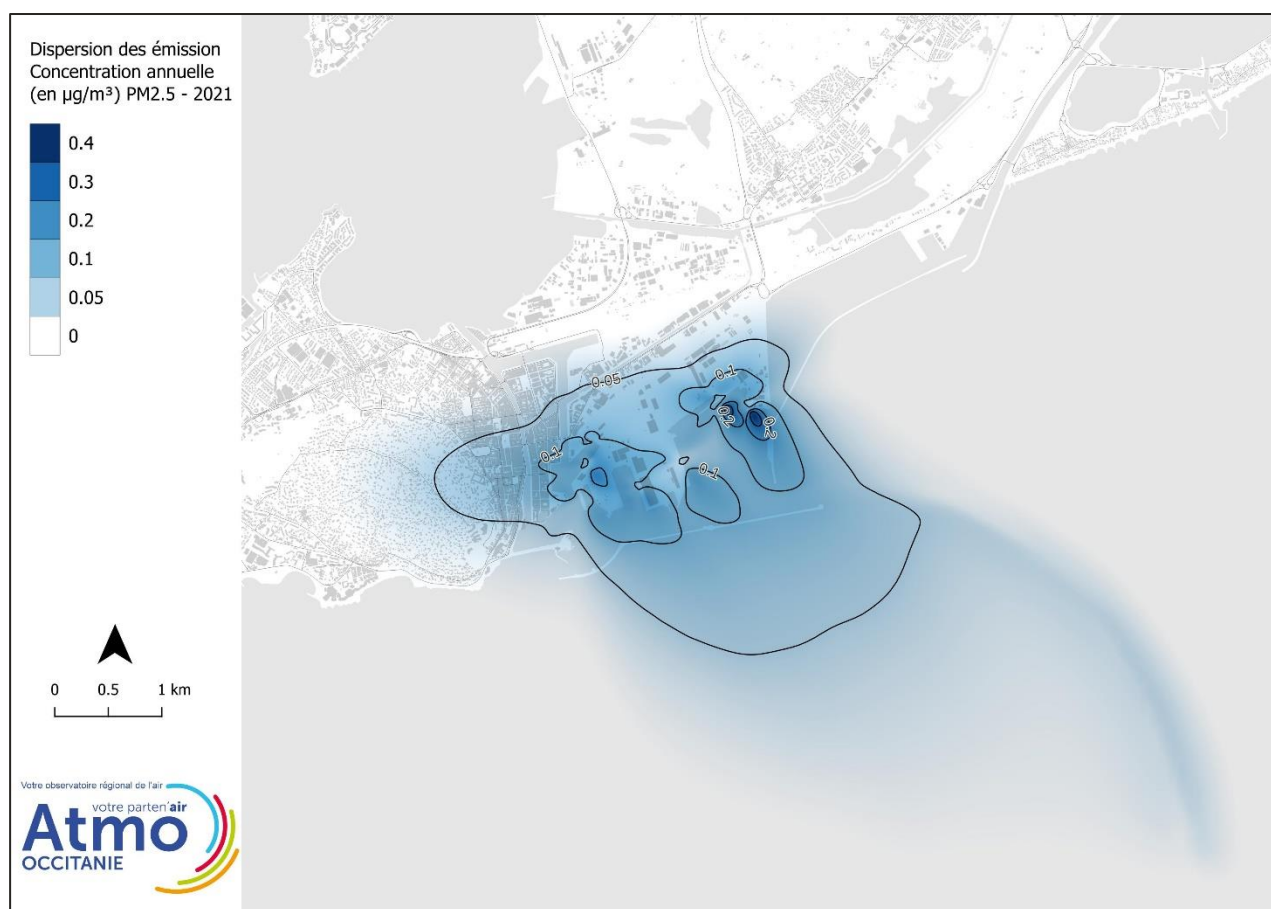 Dispersion des émission
Concentration annuelle
(en µg/m³) PM2.5 - 2021
0.4
0.3
0.2
0.1
0.05
0
0.05
0.1
0.2
0.2
0.1
0.1
0 0.5 1 km
Votre observatoire régional de l'air
votre parten'air
Atmo
OCCITANIE